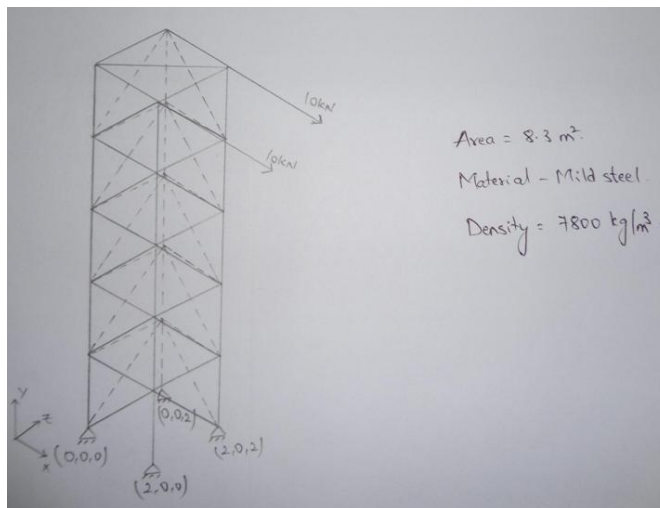 10kN
10kN
Area = 8.3 m².
Material - Mild steel.
Density = 7800 kg/m³
Y
Z
X
(0,0,2)
(0,0,0)
(2,0,2)
(2,0,0)